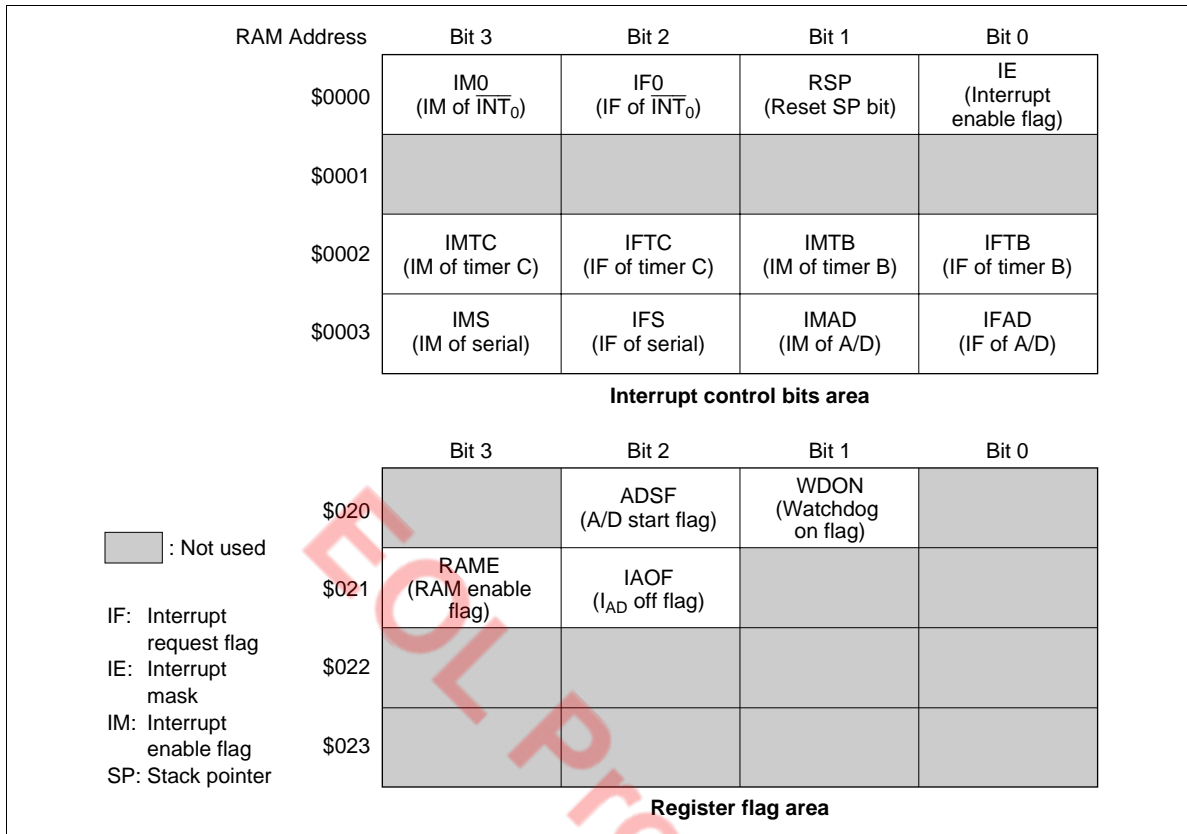 RAM Address Bit 3 Bit 2 Bit 1 Bit 0
$0000
IM0
(IM of INT0)
IF0
(IF of INT0)
RSP
(Reset SP bit)
IE
(Interrupt
enable flag)
$0001
$0002
IMTC
(IM of timer C)
IFTC
(IF of timer C)
IMTB
(IM of timer B)
IFTB
(IF of timer B)
$0003
IMS
(IM of serial)
IFS
(IF of serial)
IMAD
(IM of A/D)
IFAD
(IF of A/D)
Interrupt control bits area
Bit 3 Bit 2 Bit 1 Bit 0
$020
ADSF
(A/D start flag)
WDON
(Watchdog
on flag)
$021
RAME
(RAM enable
flag)
IAOF
(IAD off flag)
$022
$023
Register flag area
: Not used
IF: Interrupt
request flag
IE: Interrupt
mask
IM: Interrupt
enable flag
SP: Stack pointer
EOL